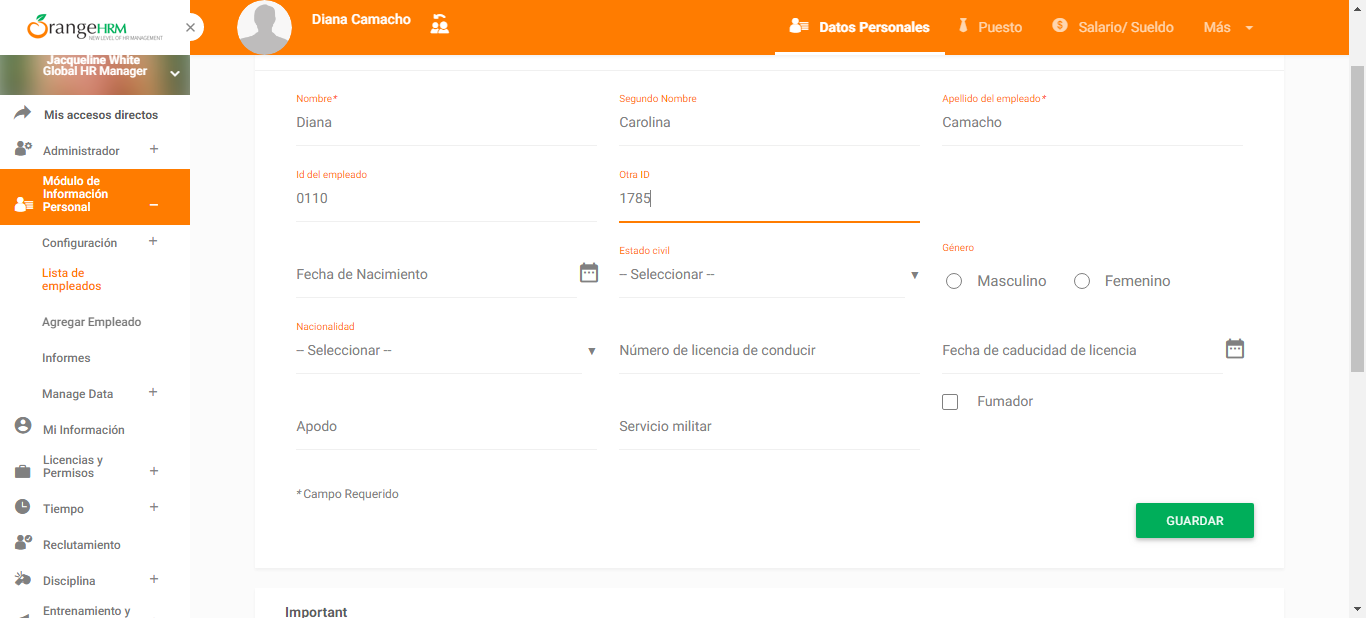 OrangeHRM
NEW LEVEL OF HR MANAGEMENT
Diana Camacho
Datos Personales
Puesto
Salario/ Sueldo
Más
Jacqueline White
Global HR Manager
Mis accesos directos
Administrador
Módulo de
Información
Personal
Configuración
Lista de
empleados
Agregar Empleado
Informes
Manage Data
Mi Información
Licencias y
Permisos
Tiempo
Reclutamiento
Disciplina
Entrenamiento y
Nombre*
Diana
Segundo Nombre
Carolina
Apellido del empleado*
Camacho
Id del empleado
0110
Otra ID
1785
Fecha de Nacimiento
Estado civil
-- Seleccionar --
Género
Masculino
Femenino
Nacionalidad
-- Seleccionar --
Número de licencia de conducir
Fecha de caducidad de licencia
Fumador
Apodo
Servicio militar
*Campo Requerido
GUARDAR
Important